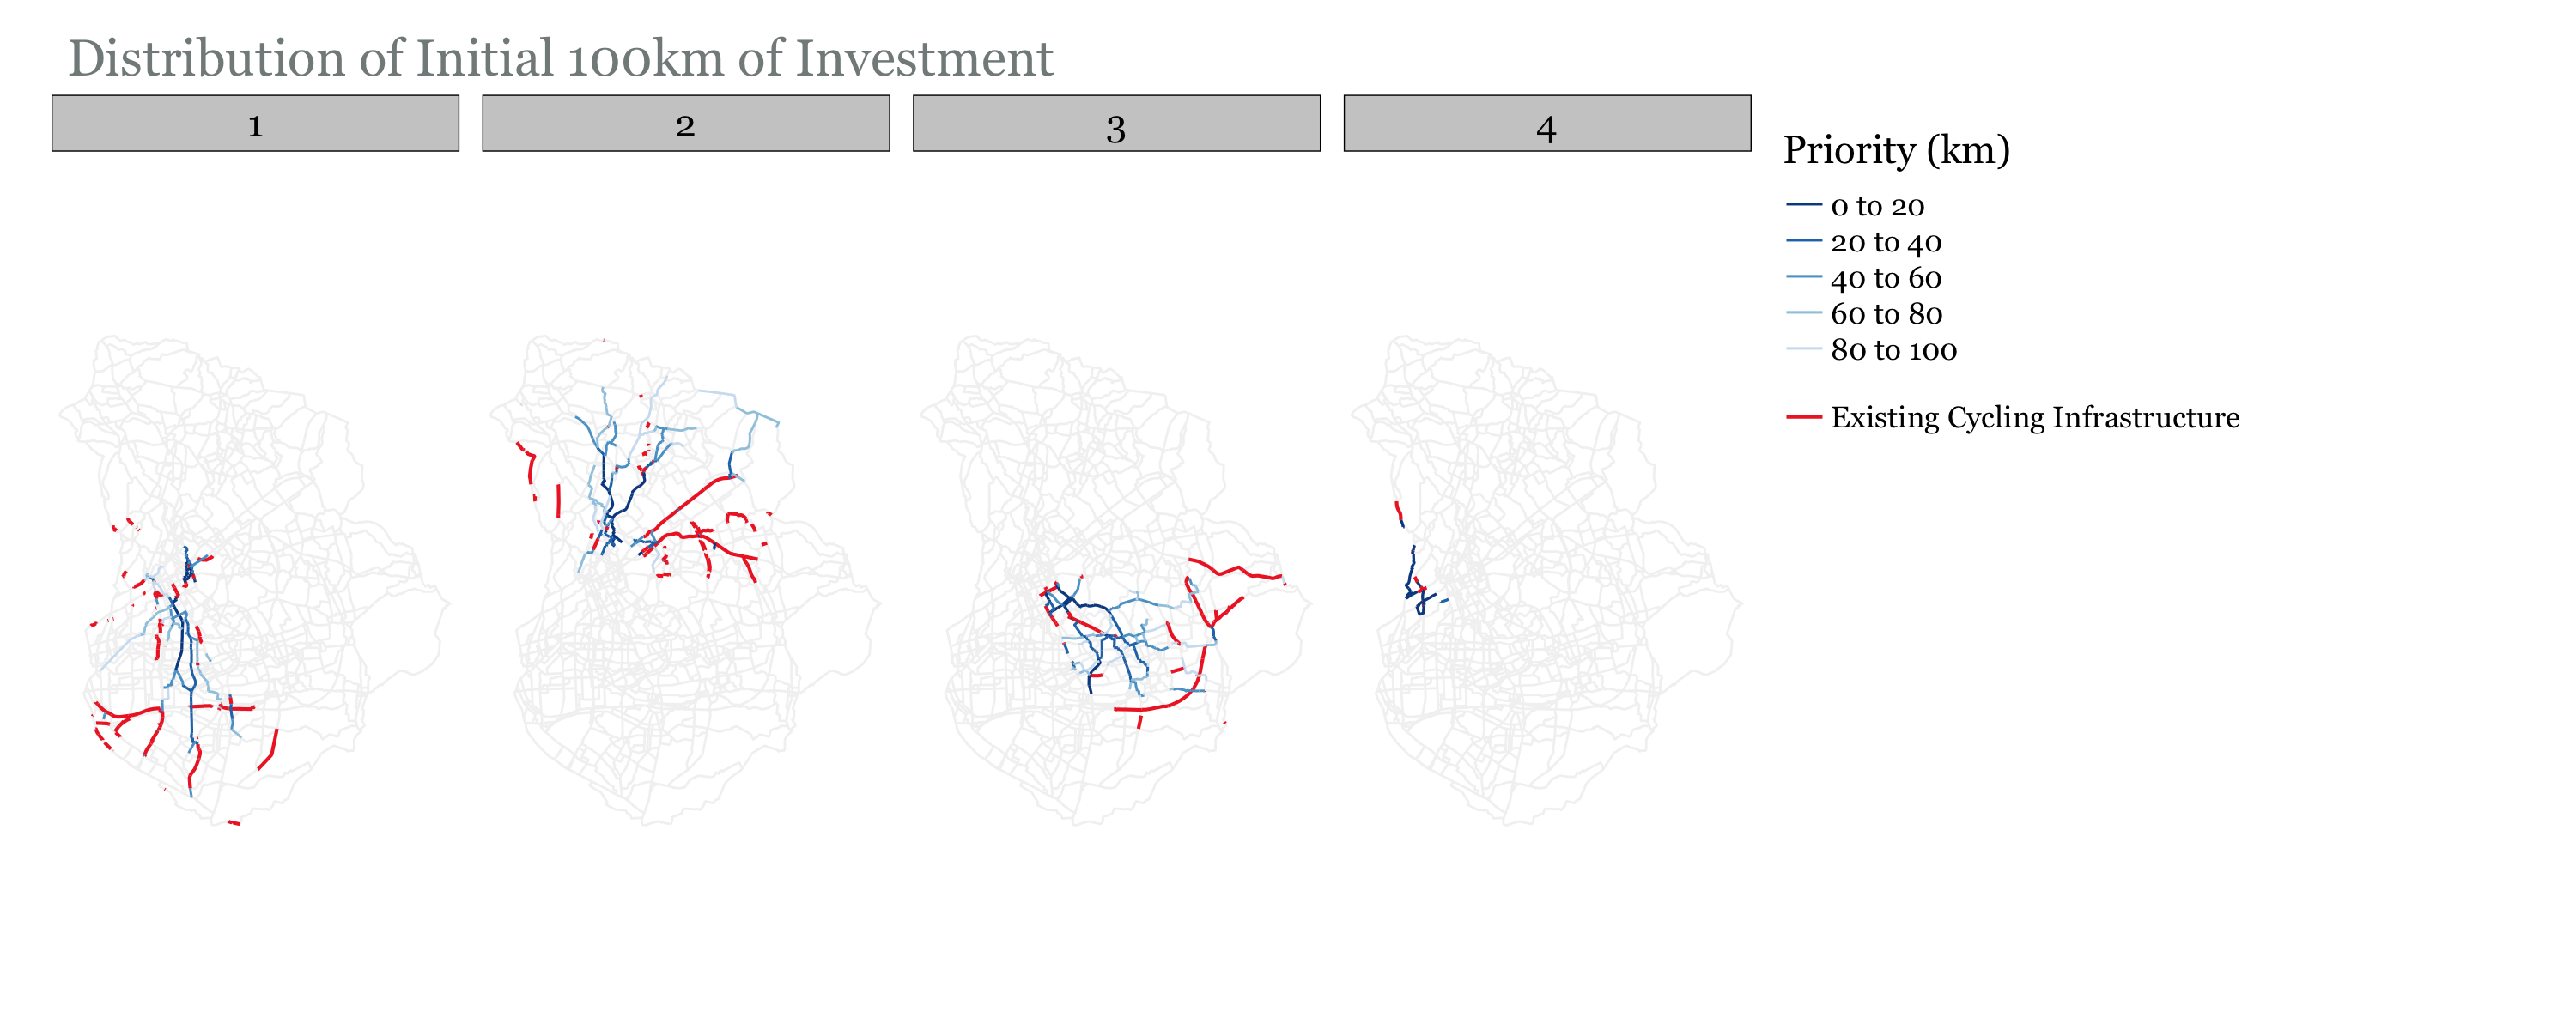 Distribution of Initial 100km of Investment
1
2
3
4
Priority (km)
0 to 20
20 to 40
40 to 60
60 to 80
80 to 100
Existing Cycling Infrastructure